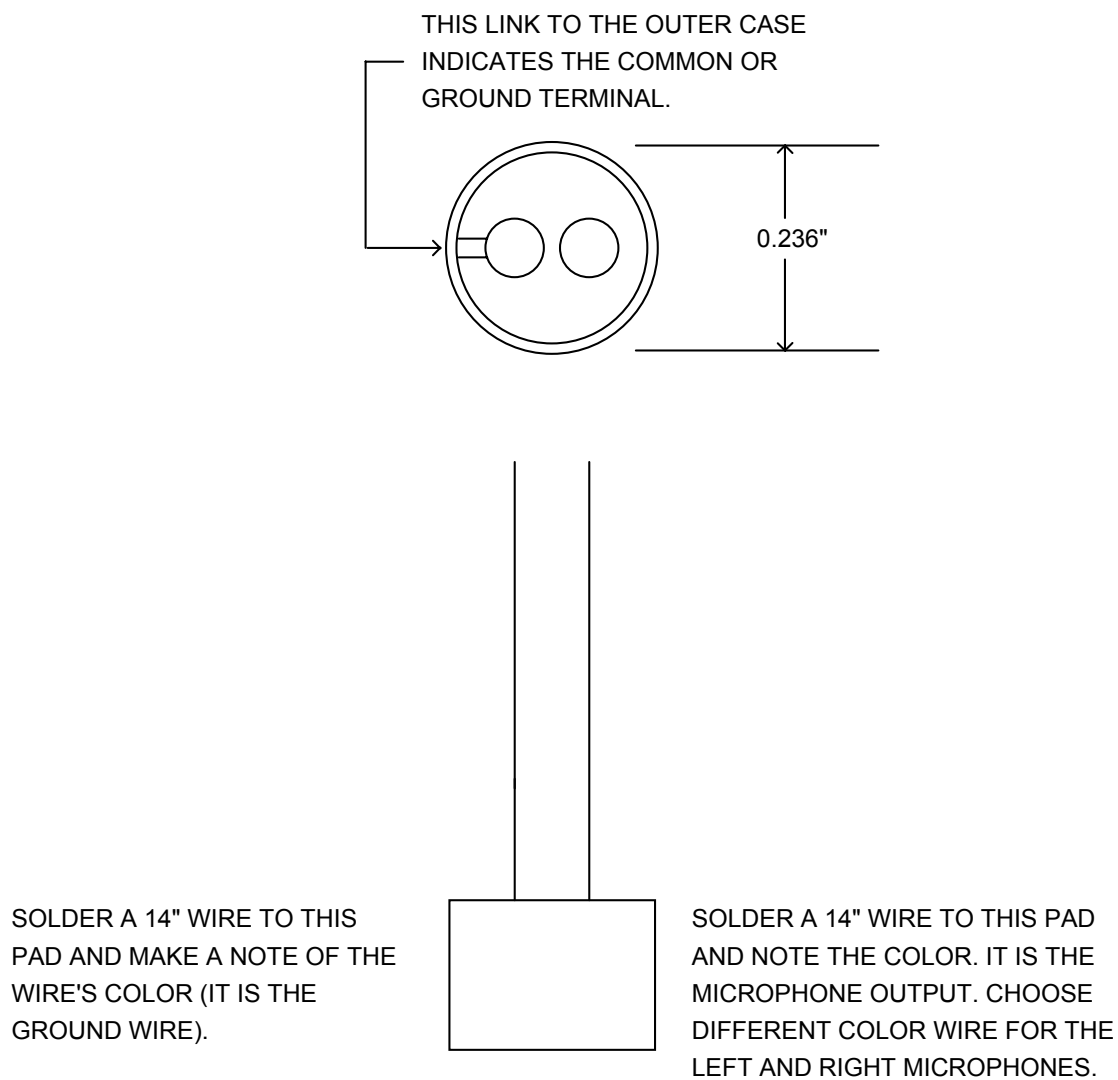 THIS LINK TO THE OUTER CASE
INDICATES THE COMMON OR
GROUND TERMINAL.
0.236"
SOLDER A 14" WIRE TO THIS
PAD AND MAKE A NOTE OF THE
WIRE'S COLOR (IT IS THE
GROUND WIRE).
SOLDER A 14" WIRE TO THIS PAD
AND NOTE THE COLOR. IT IS THE
MICROPHONE OUTPUT. CHOOSE
DIFFERENT COLOR WIRE FOR THE
LEFT AND RIGHT MICROPHONES.